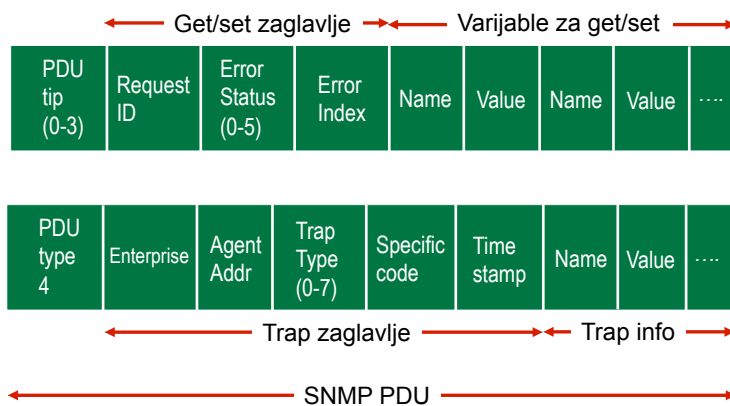 Get/set zaglavlje
Varijable za get/set
PDU
tip
(0-3)
Request
ID
Error
Status
(0-5)
Error
Index
Name
Value
Name
Value
....
PDU
type
4
Enterprise
Agent
Addr
Trap
Type
(0-7)
Specific
code
Time
stamp
Name
Value
....
Trap zaglavlje
Trap info
SNMP PDU